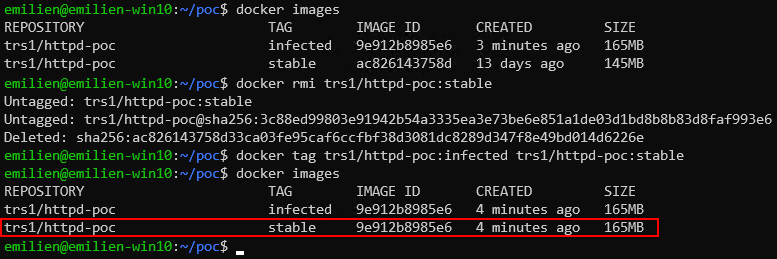 emilien@emilien-win10:~/poc$ docker images
REPOSITORY TAG IMAGE ID CREATED SIZE
trs1/httpd-poc infected 9e912b8985e6 3 minutes ago 165MB
trs1/httpd-poc stable ac826143758d 13 days ago 145MB
emilien@emilien-win10:~/poc$ docker rmi trs1/httpd-poc:stable
Untagged: trs1/httpd-poc:stable
Untagged: trs1/httpd-poc@sha256:3c88ed99803e91942b54a3335ea3e73be6e851a1de03d1bd8b8b83d8faf993e6
Deleted: sha256:ac826143758d33ca03fe95caf6ccfbf38d3081dc8289d347f8e49bd014d6226e
emilien@emilien-win10:~/poc$ docker tag trs1/httpd-poc:infected trs1/httpd-poc:stable
emilien@emilien-win10:~/poc$ docker images
REPOSITORY TAG IMAGE ID CREATED SIZE
trs1/httpd-poc infected 9e912b8985e6 4 minutes ago 165MB
trs1/httpd-poc stable 9e912b8985e6 4 minutes ago 165MB
emilien@emilien-win10:~/poc$